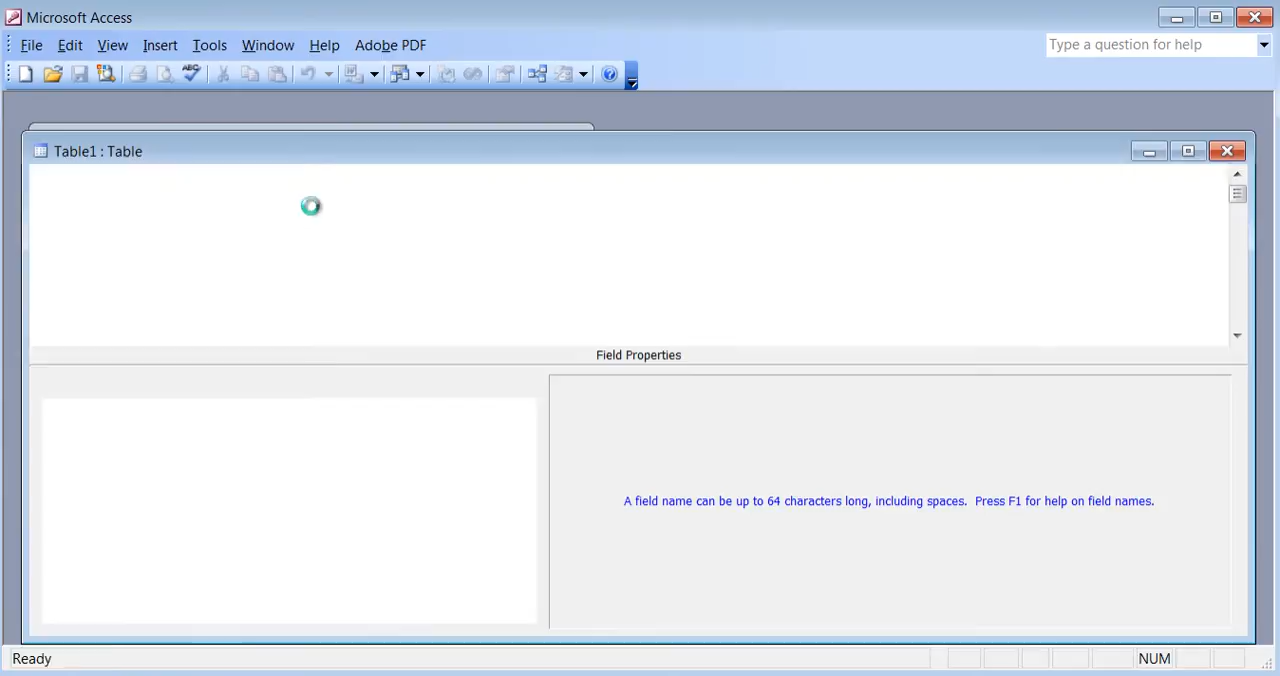 Microsoft Access
File Edit View Insert Tools Window Help Adobe PDF
Type a question for help
ABC
Table1 : Table
Field Properties
A field name can be up to 64 characters long, including spaces. Press F1 for help on field names.
Ready
NUM